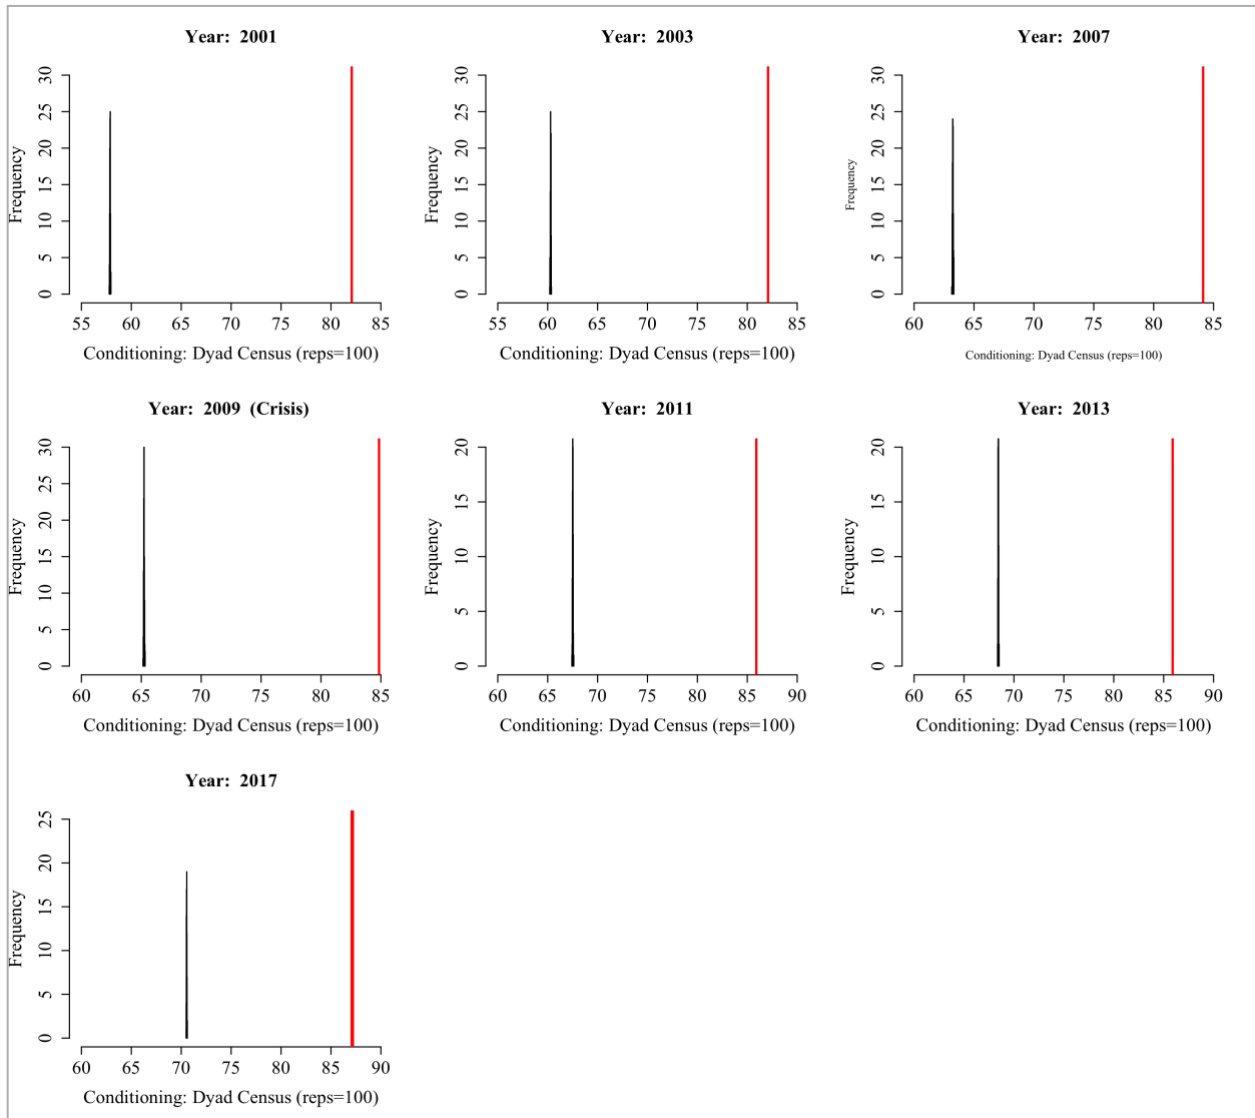 Year: 2001
Frequency
30
25
20
15
10
5
0
55 60 65 70 75 80 85
Conditioning: Dyad Census (reps=100)
Year: 2003
Frequency
30
25
20
15
10
5
0
55 60 65 70 75 80 85
Conditioning: Dyad Census (reps=100)
Year: 2007
Frequency
30
25
20
15
10
5
0
60 65 70 75 80 85
Conditioning: Dyad Census (reps=100)
Year: 2009 (Crisis)
Frequency
30
25
20
15
10
5
0
60 65 70 75 80 85
Conditioning: Dyad Census (reps=100)
Year: 2011
Frequency
20
15
10
5
0
60 65 70 75 80 85 90
Conditioning: Dyad Census (reps=100)
Year: 2013
Frequency
20
15
10
5
0
60 65 70 75 80 85 90
Conditioning: Dyad Census (reps=100)
Year: 2017
Frequency
25
20
15
10
5
0
60 65 70 75 80 85 90
Conditioning: Dyad Census (reps=100)